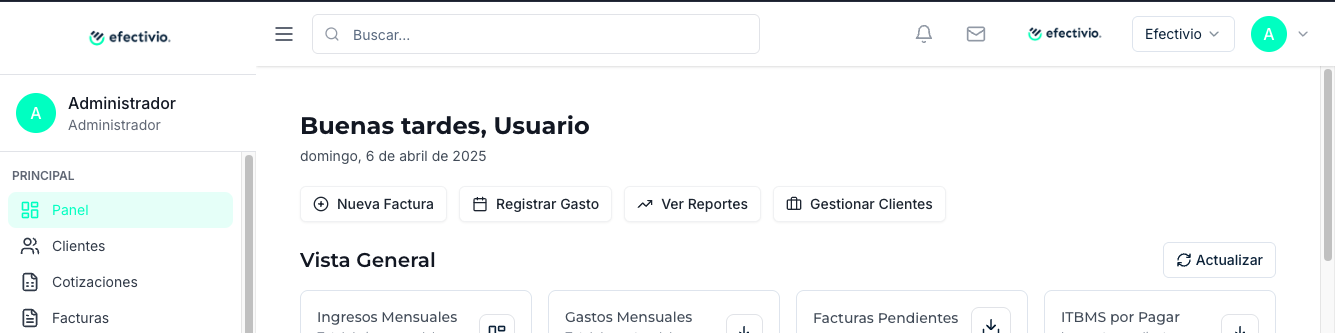 efectivio.
Buscar...
efectivio.
Efectivio
A
A
Administrador
Administrador
PRINCIPAL
Panel
Clientes
Cotizaciones
Facturas
Buenas tardes, Usuario
domingo, 6 de abril de 2025
Nueva Factura
Registrar Gasto
Ver Reportes
Gestionar Clientes
Vista General
Actualizar
Ingresos Mensuales
Gastos Mensuales
Facturas Pendientes
ITBMS por Pagar